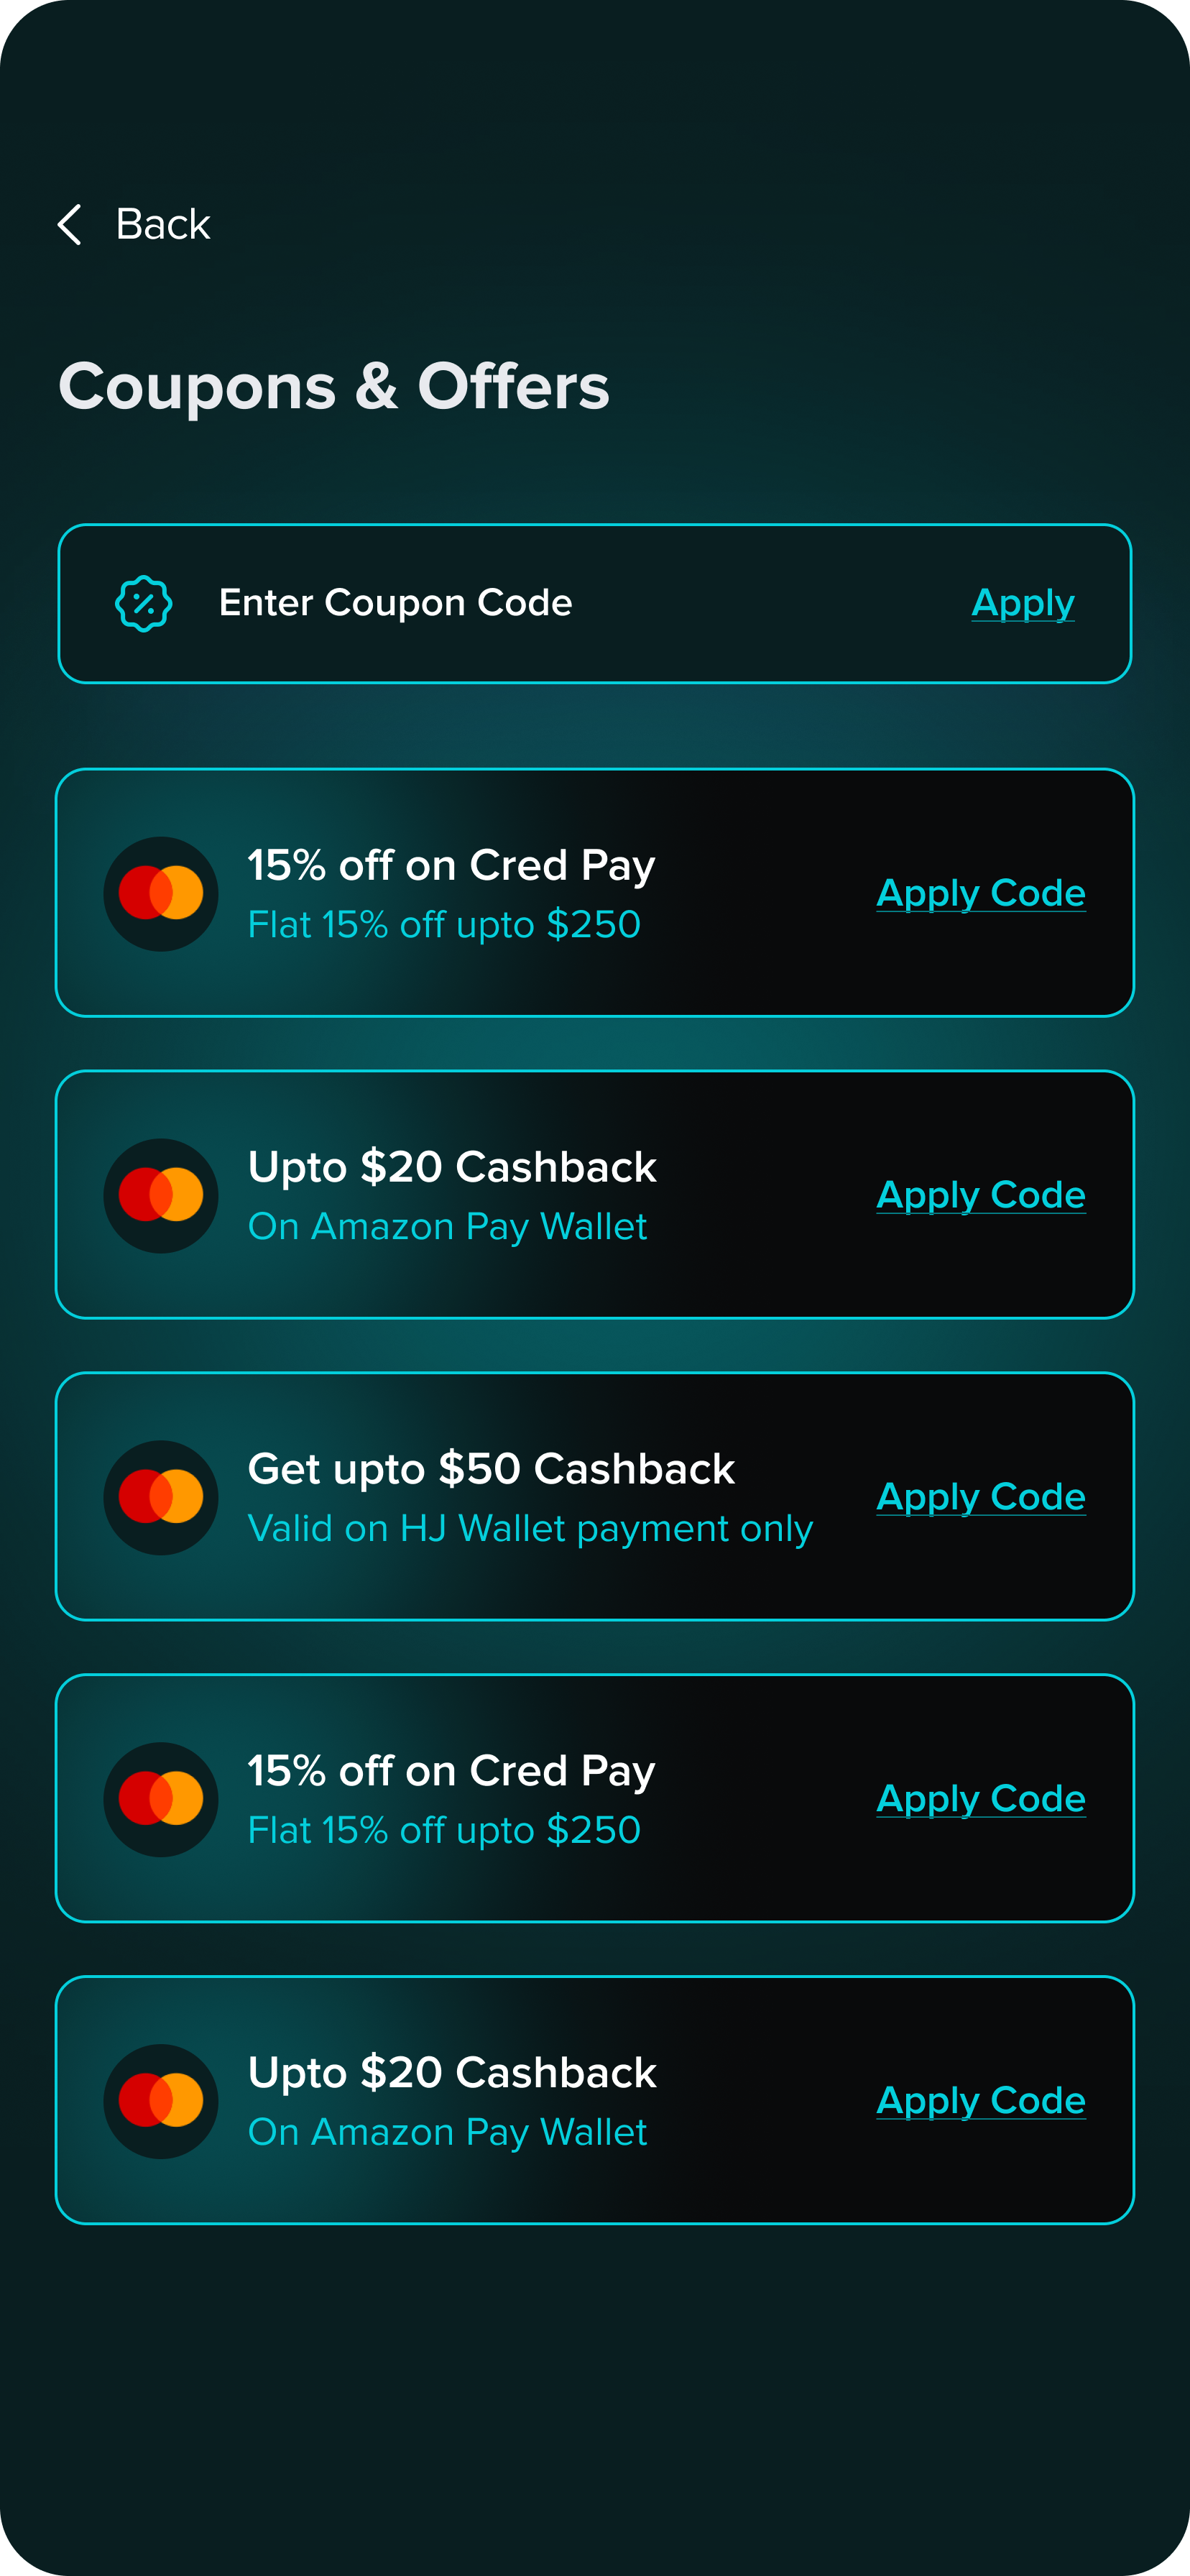 Back
Coupons & Offers
Enter Coupon Code
Apply
15% off on Cred Pay
Flat 15% off upto $250
Apply Code
Upto $20 Cashback
On Amazon Pay Wallet
Apply Code
Get upto $50 Cashback
Valid on HJ Wallet payment only
Apply Code
15% off on Cred Pay
Flat 15% off upto $250
Apply Code
Upto $20 Cashback
On Amazon Pay Wallet
Apply Code